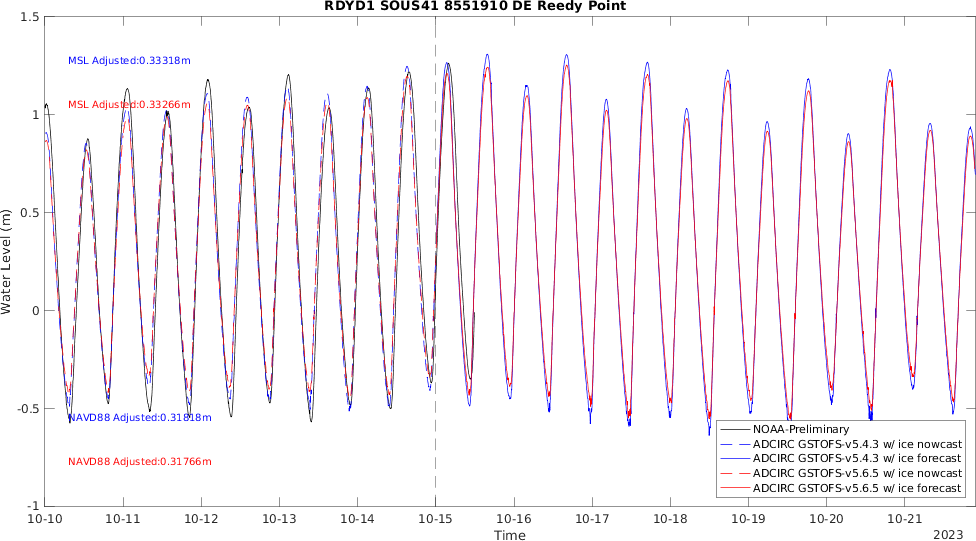 RDYD1 SOUS41 8551910 DE Reedy Point
1.5
1
0.5
0
-0.5
-1
Water Level (m)
MSL Adjusted:0.33318m
MSL Adjusted:0.33266m
NAVD88 Adjusted:0.31818m
NAVD88 Adjusted:0.31766m
NOAA-Preliminary
ADCIRC GSTOFS-v5.4.3 w/ ice nowcast
ADCIRC GSTOFS-v5.4.3 w/ ice forecast
ADCIRC GSTOFS-v5.6.5 w/ ice nowcast
ADCIRC GSTOFS-v5.6.5 w/ ice forecast
10-10 10-11 10-12 10-13 10-14 10-15 10-16 10-17 10-18 10-19 10-20 10-21
Time
2023